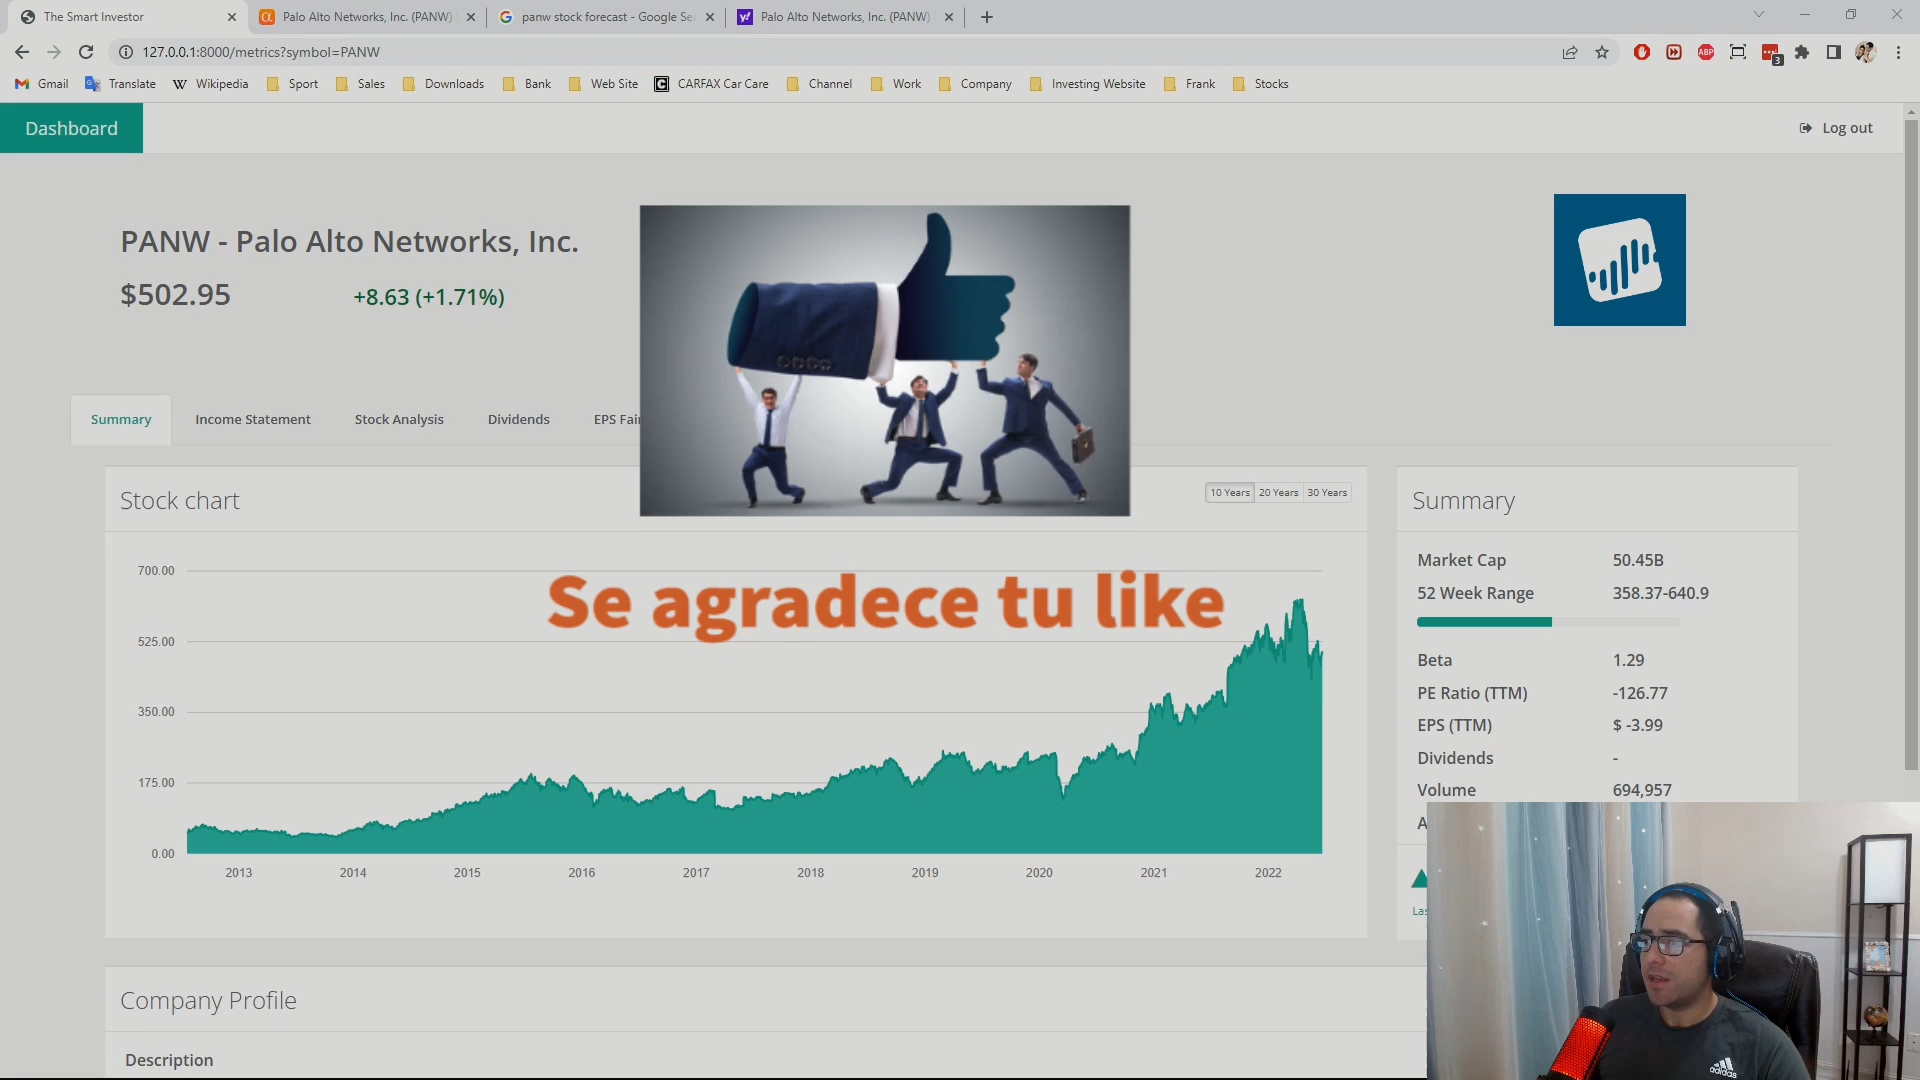 The Smart Investor
Palo Alto Networks, Inc. (PANW)
panw stock forecast - Google Se
Palo Alto Networks, Inc. (PANW)
127.0.0.1:8000/metrics?symbol=PANW
ABP
3
Gmail
Translate
Wikipedia
Sport
Sales
Downloads
Bank
Web Site
CARFAX Car Care
Channel
Work
Company
Investing Website
Frank
Stocks
Dashboard
Log out
PANW - Palo Alto Networks, Inc.
$502.95
+8.63 (+1.71%)
Summary
Income Statement
Stock Analysis
Dividends
EPS Fai
Stock chart
10 Years
20 Years
30 Years
Se agradece tu like
700.00
525.00
350.00
175.00
0.00
2013
2014
2015
2016
2017
2018
2019
2020
2021
2022
Summary
Market Cap 50.45B
52 Week Range 358.37-640.9
Beta 1.29
PE Ratio (TTM) -126.77
EPS (TTM) $ -3.99
Dividends -
Volume 694,957
A
Las
Company Profile
Description
adidas